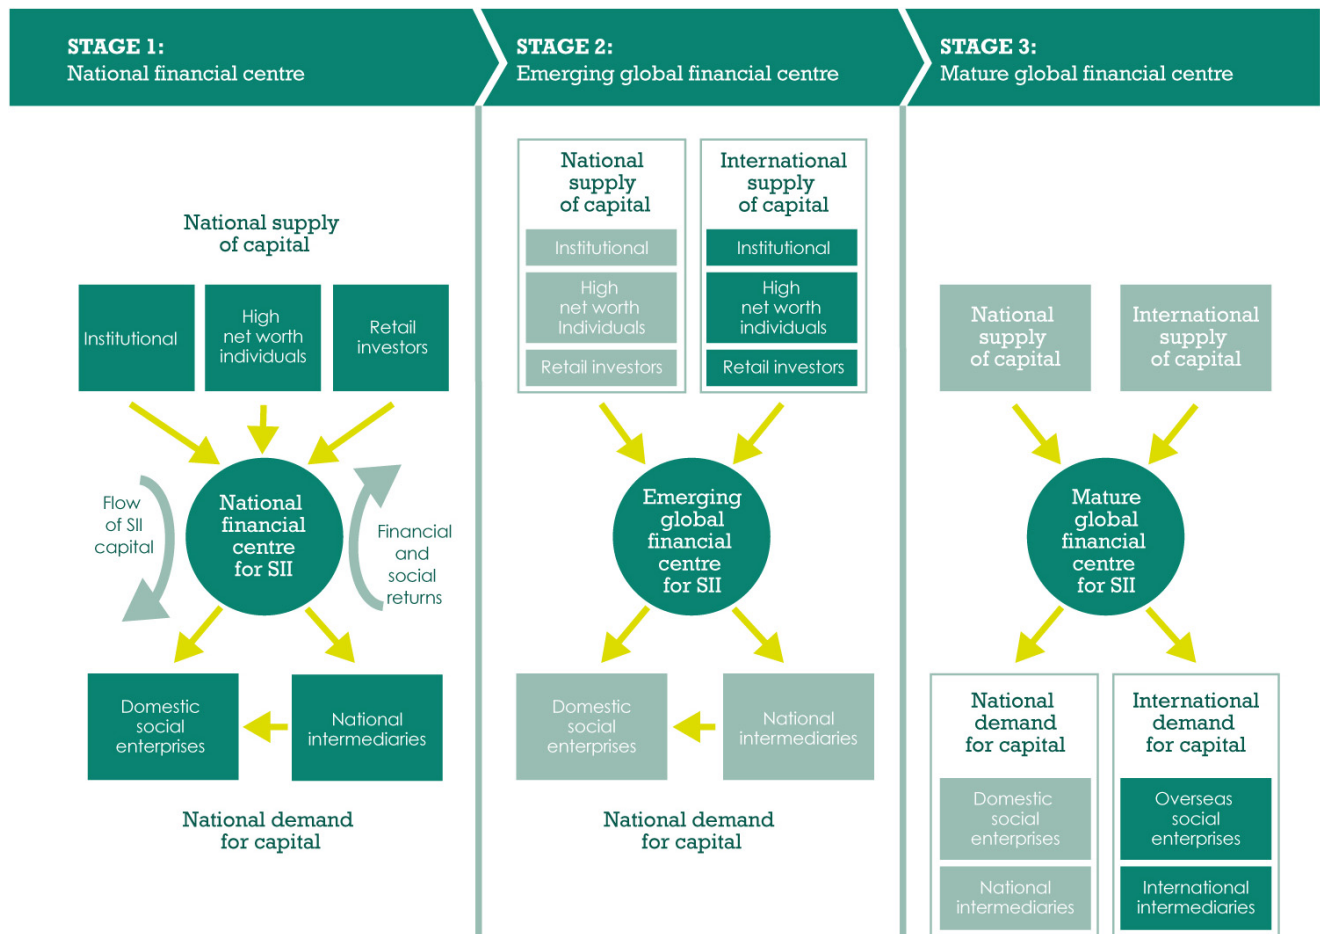 STAGE 1:
National financial centre
STAGE 2:
Emerging global financial centre
STAGE 3:
Mature global financial centre
National supply
of capital
Institutional
High
net worth
individuals
Retail
investors
Flow
of SII
capital
National
financial
centre
for SII
Financial
and
social
returns
Domestic
social
enterprises
National
intermediaries
National demand
for capital
National
supply
of capital
Institutional
High
net worth
Individuals
Retail investors
International
supply
of capital
Institutional
High
net worth
individuals
Retail investors
Emerging
global
financial
centre
for SII
Domestic
social
enterprises
National
intermediaries
National demand
for capital
National
supply
of capital
International
supply
of capital
Mature
global
financial
centre
for SII
National
demand
for capital
Domestic
social
enterprises
National
intermediaries
International
demand
for capital
Overseas
social
enterprises
International
intermediaries